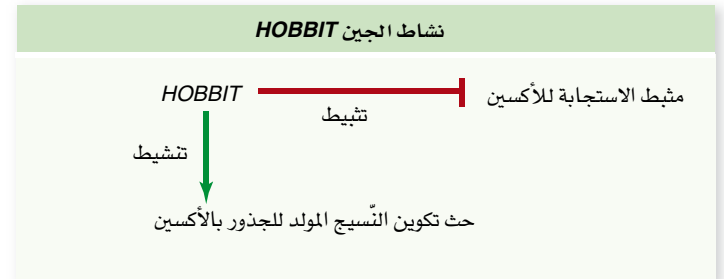 نشاط الجين HOBBIT
HOBBIT
مثبط الاستجابة للأكسين
تثبيط
تنشيط
حث تكوين النّسيج المولد للجذور بالأكسين